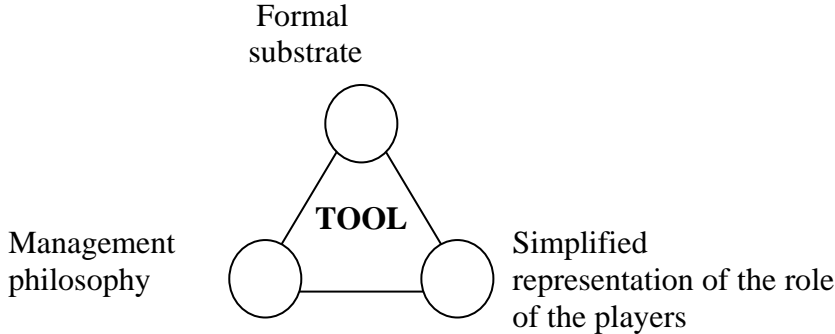 Formal
substrate
TOOL
Management
philosophy
Simplified
representation of the role
of the players